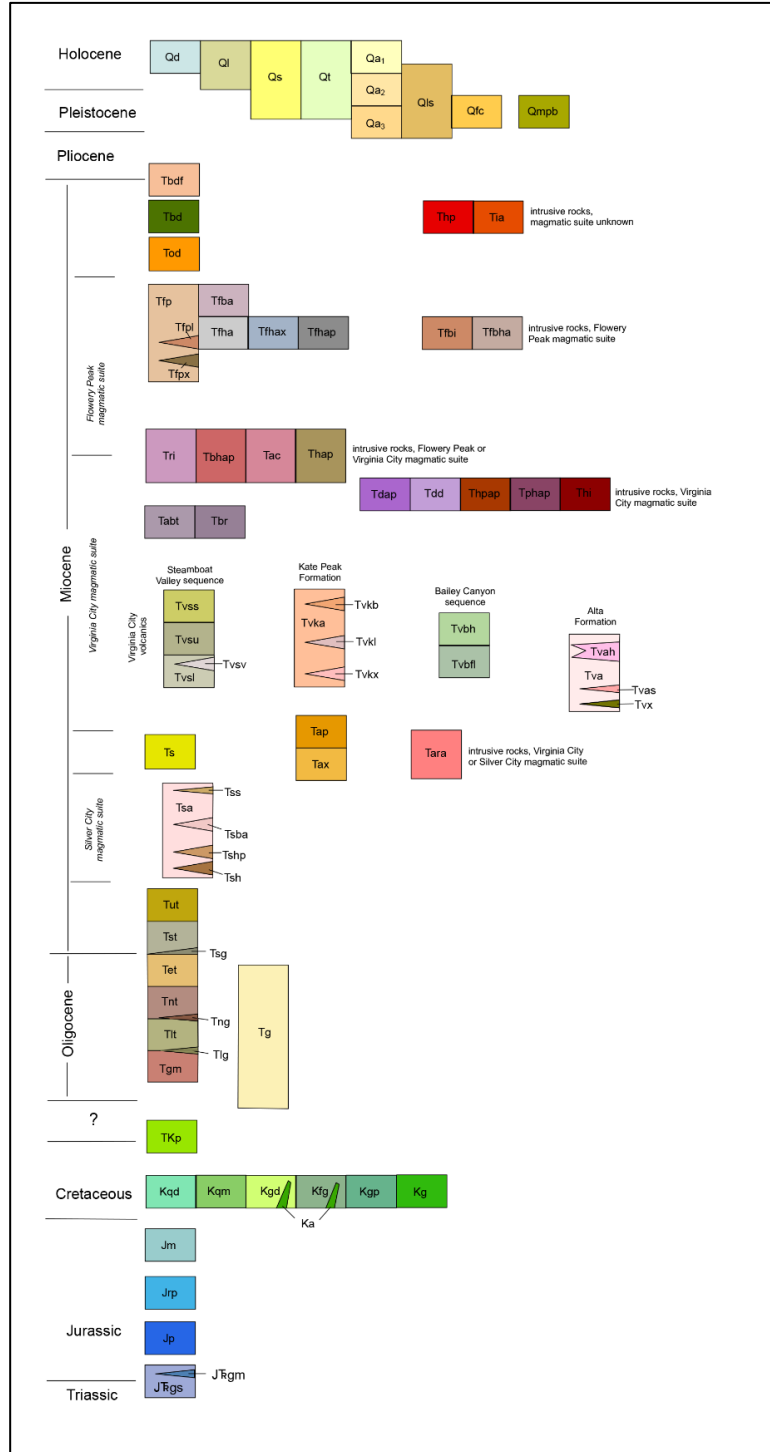 Holocene
Pleistocene
Pliocene
Qd
Ql
Qs
Qt
Qa1
Qa2
Qa3
Qls
Qfc
Qmpb
Tbdf
Tbd
Tod
Thp
Tia
intrusive rocks,
magmatic suite unknown
Miocene
Flowery Peak
magmatic suite
Tfp
Tfpl
Tfpx
Tfba
Tfha
Tfhax
Tfhap
Tfbi
Tfbha
intrusive rocks, Flowery
Peak magmatic suite
Tri
Tbhap
Tac
Thap
intrusive rocks, Flowery Peak or
Virginia City magmatic suite
Tdap
Tdd
Thpap
Tphap
Thi
intrusive rocks, Virginia
City magmatic suite
Tabt
Tbr
Virginia City magmatic suite
Virginia City
volcanics
Steamboat
Valley sequence
Tvss
Tvsu
Tvsv
Tvsl
Kate Peak
Formation
Tvkb
Tvka
Tvkl
Tvkx
Bailey Canyon
sequence
Tvbh
Tvbfl
Alta
Formation
Tvah
Tva
Tvas
Tvx
Ts
Tap
Tax
Tara
intrusive rocks, Virginia City
or Silver City magmatic suite
Silver City
magmatic suite
Tss
Tsa
Tsba
Tshp
Tsh
Tut
Tst
Tsg
Oligocene
Tet
Tnt
Tng
Tlt
Tlg
Tgm
Tg
?
TKp
Cretaceous
Kqd
Kqm
Kgd
Kfg
Kgp
Kg
Ka
Jurassic
Jm
Jrp
Jp
JTRgm
JTRgs
Triassic